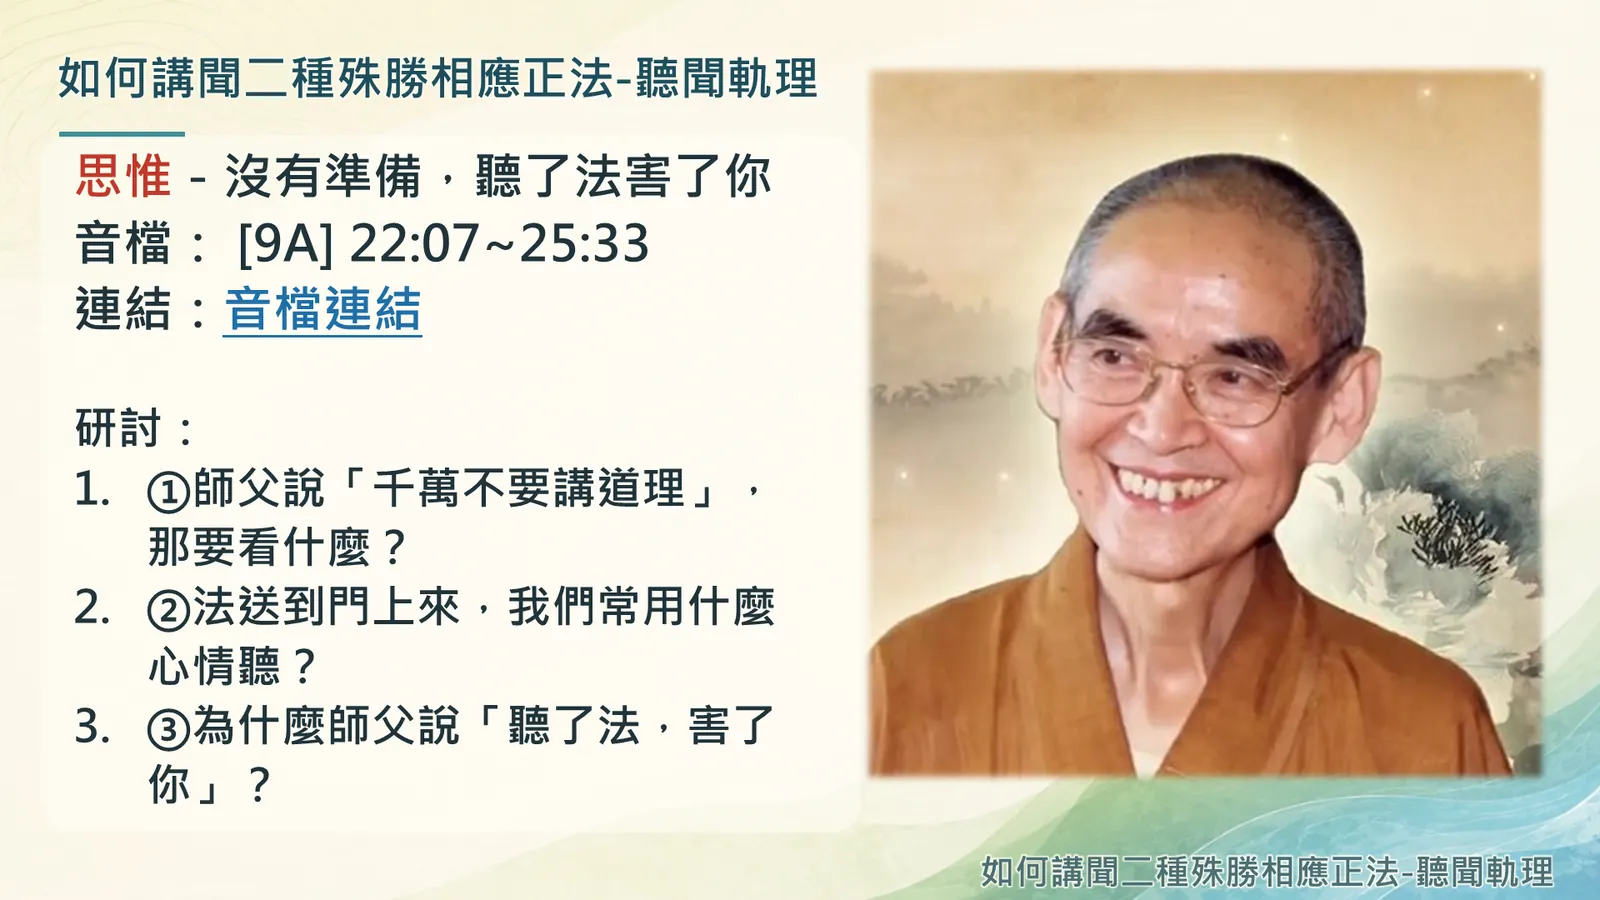 如何講聞二種殊勝相應正法-聽聞軌理
思惟 - 沒有準備，聽了法害了你
音檔： [9A] 22:07~25:33
連結：音檔連結
研討：
1. ①師父說「千萬不要講道理」，
那要看什麼？
2. ②法送到門上來，我們常用什麼
心情聽？
3. ③為什麼師父說「聽了法，害了
你」？
如何講聞二種殊勝相應正法-聽聞軌理